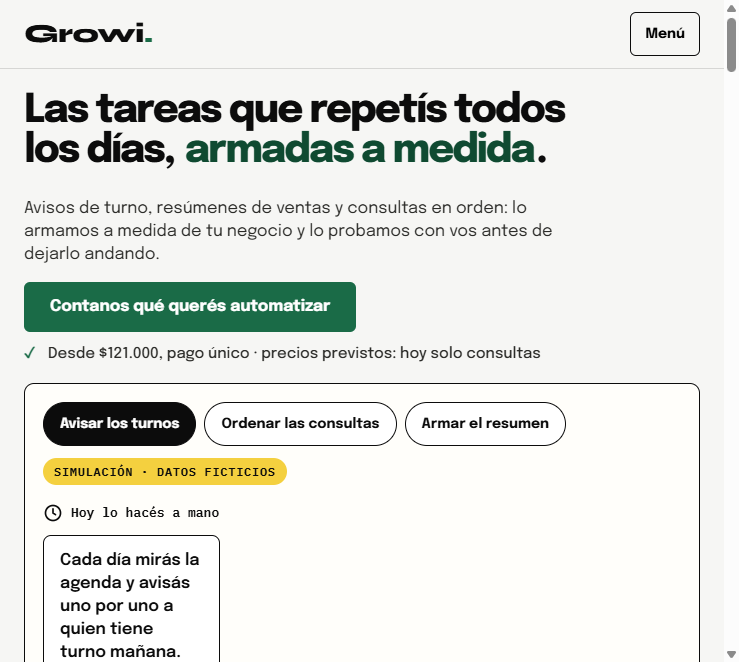 Growi.
Menú
Las tareas que repetís todos
los días, armadas a medida.
Avisos de turno, resúmenes de ventas y consultas en orden: lo
armamos a medida de tu negocio y lo probamos con vos antes de
dejarlo andando.
Contanos qué querés automatizar
✓ Desde $121.000, pago único · precios previstos: hoy solo consultas
Avisar los turnos
Ordenar las consultas
Armar el resumen
SIMULACIÓN · DATOS FICTICIOS
Hoy lo hacés a mano
Cada día mirás la
agenda y avisás
uno por uno a
quien tiene
turno mañana.